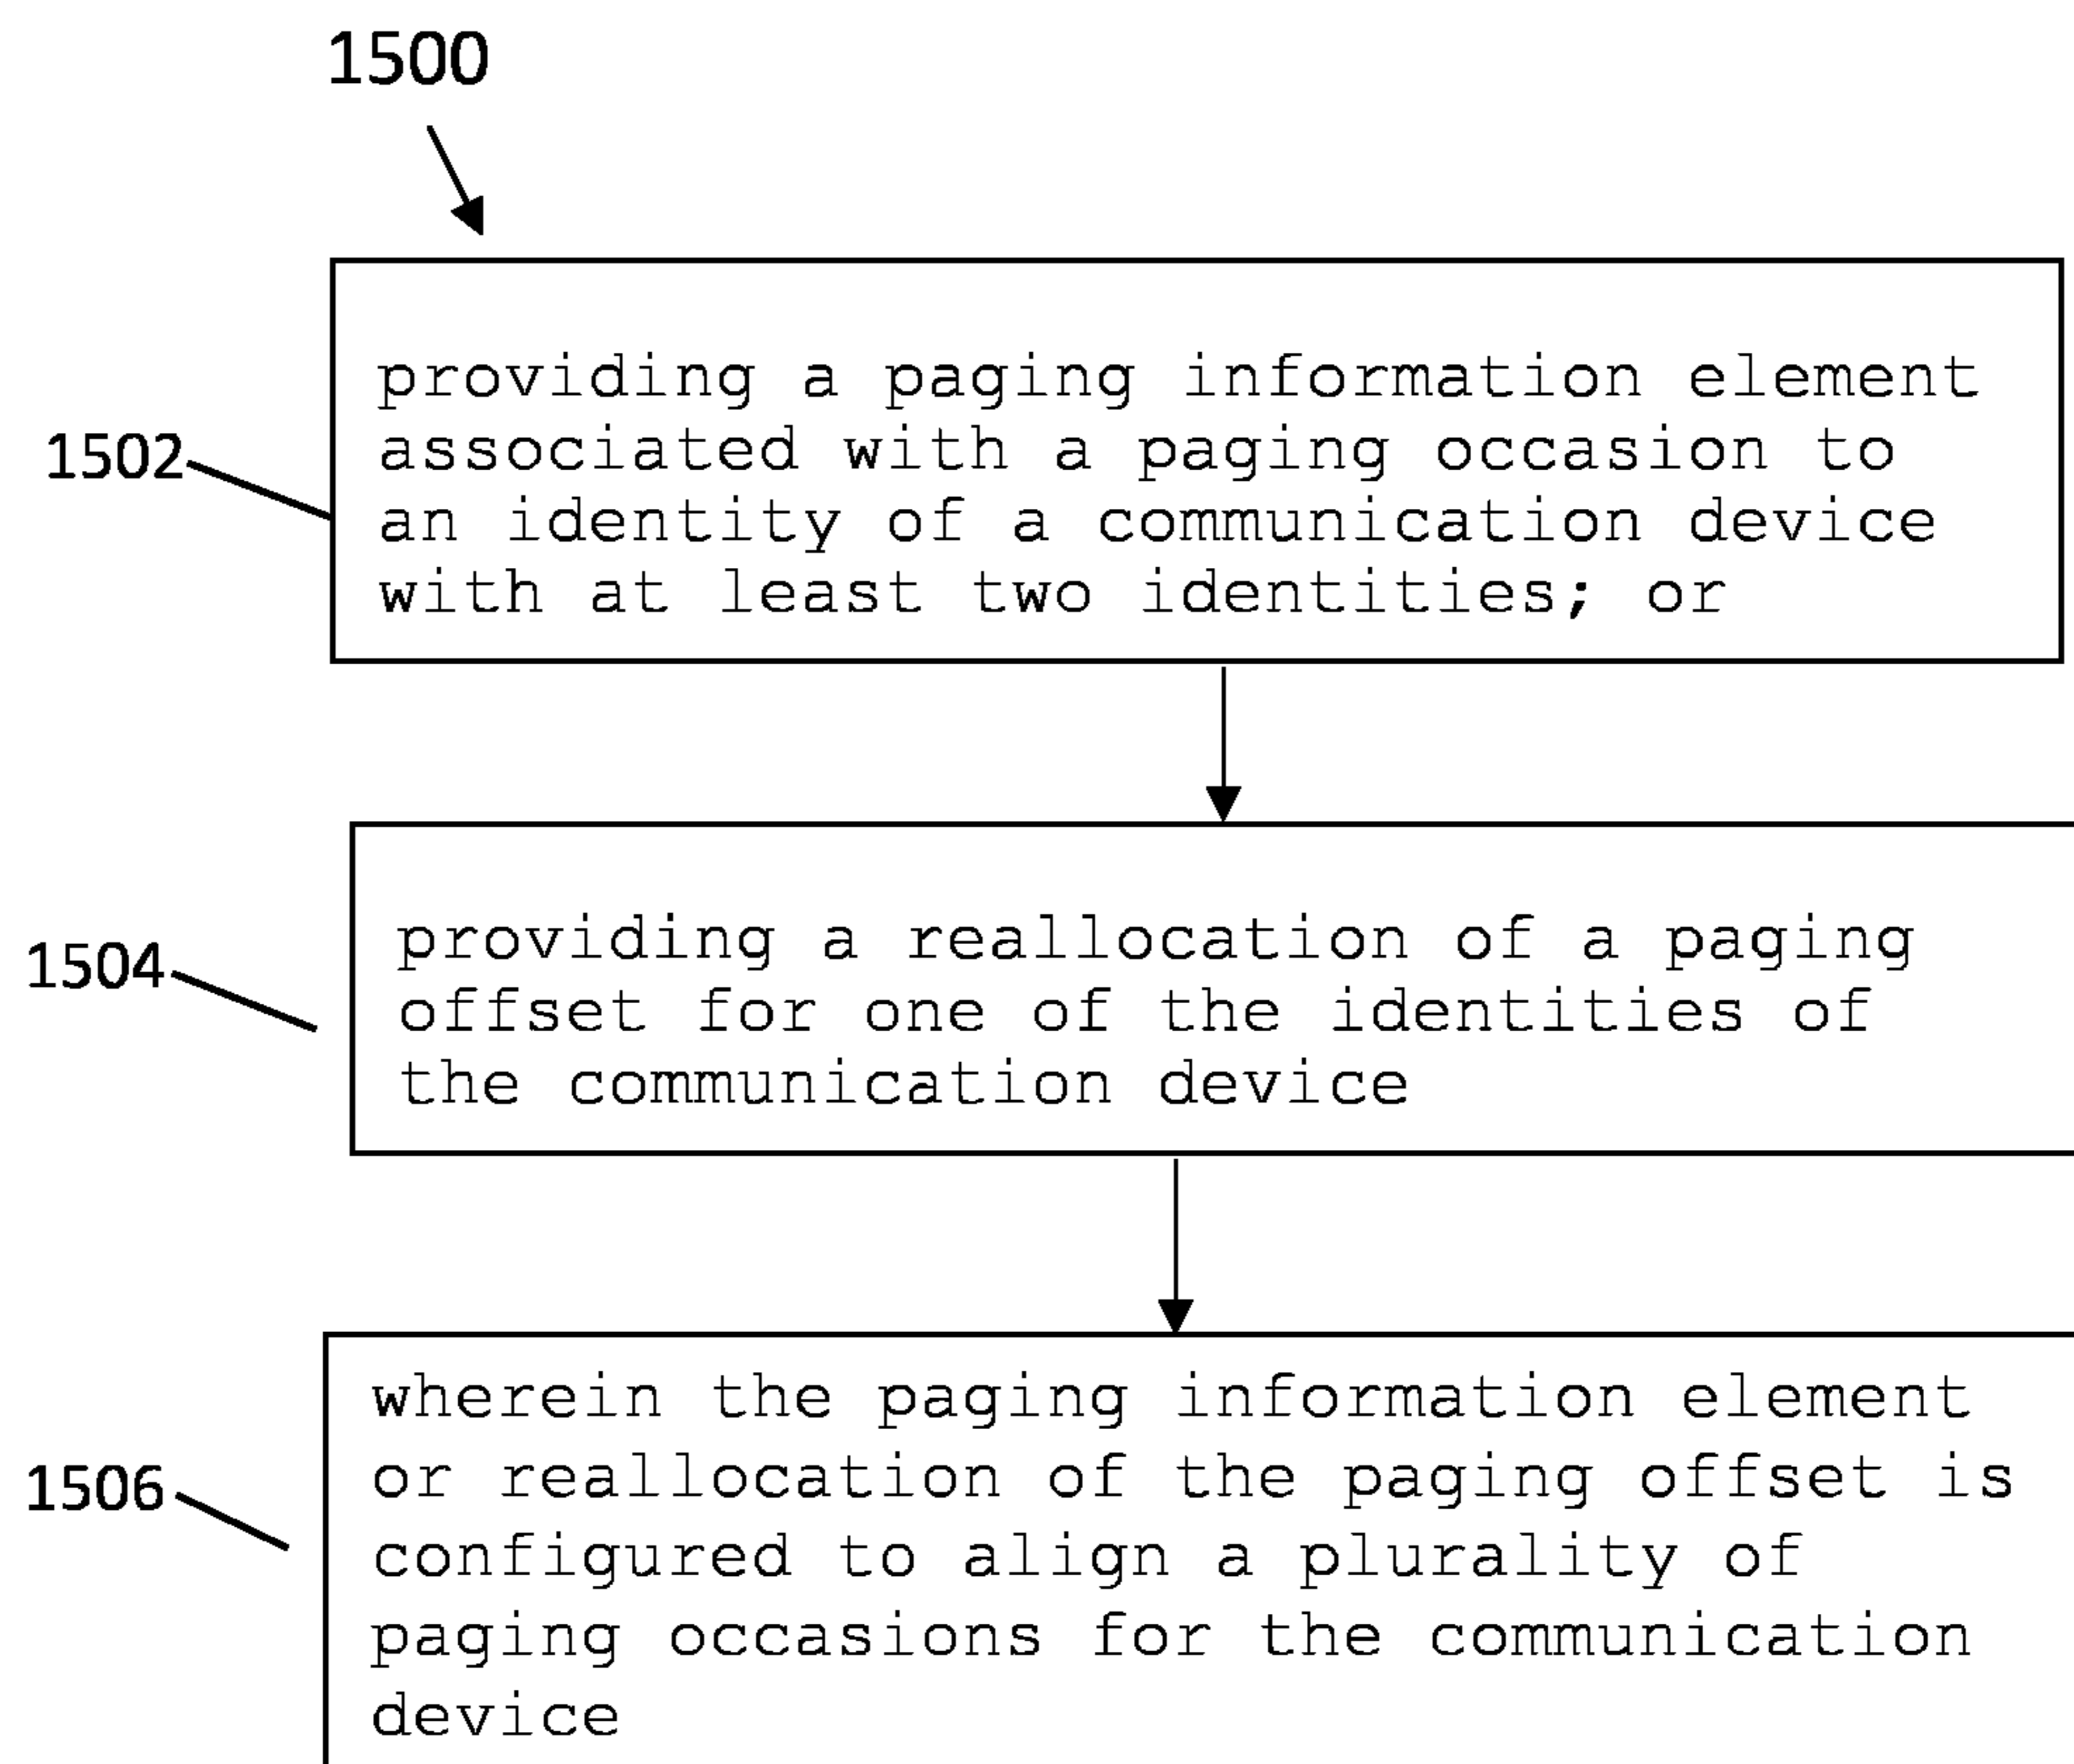 1500
providing a paging information element
associated with a paging occasion to
an identity of a communication device
with at least two identities; or
1502
providing a reallocation of a paging
offset for one of the identities of
the communication device
1504
wherein the paging information element
or reallocation of the paging offset is
configured to align a plurality of
paging occasions for the communication
device
1506